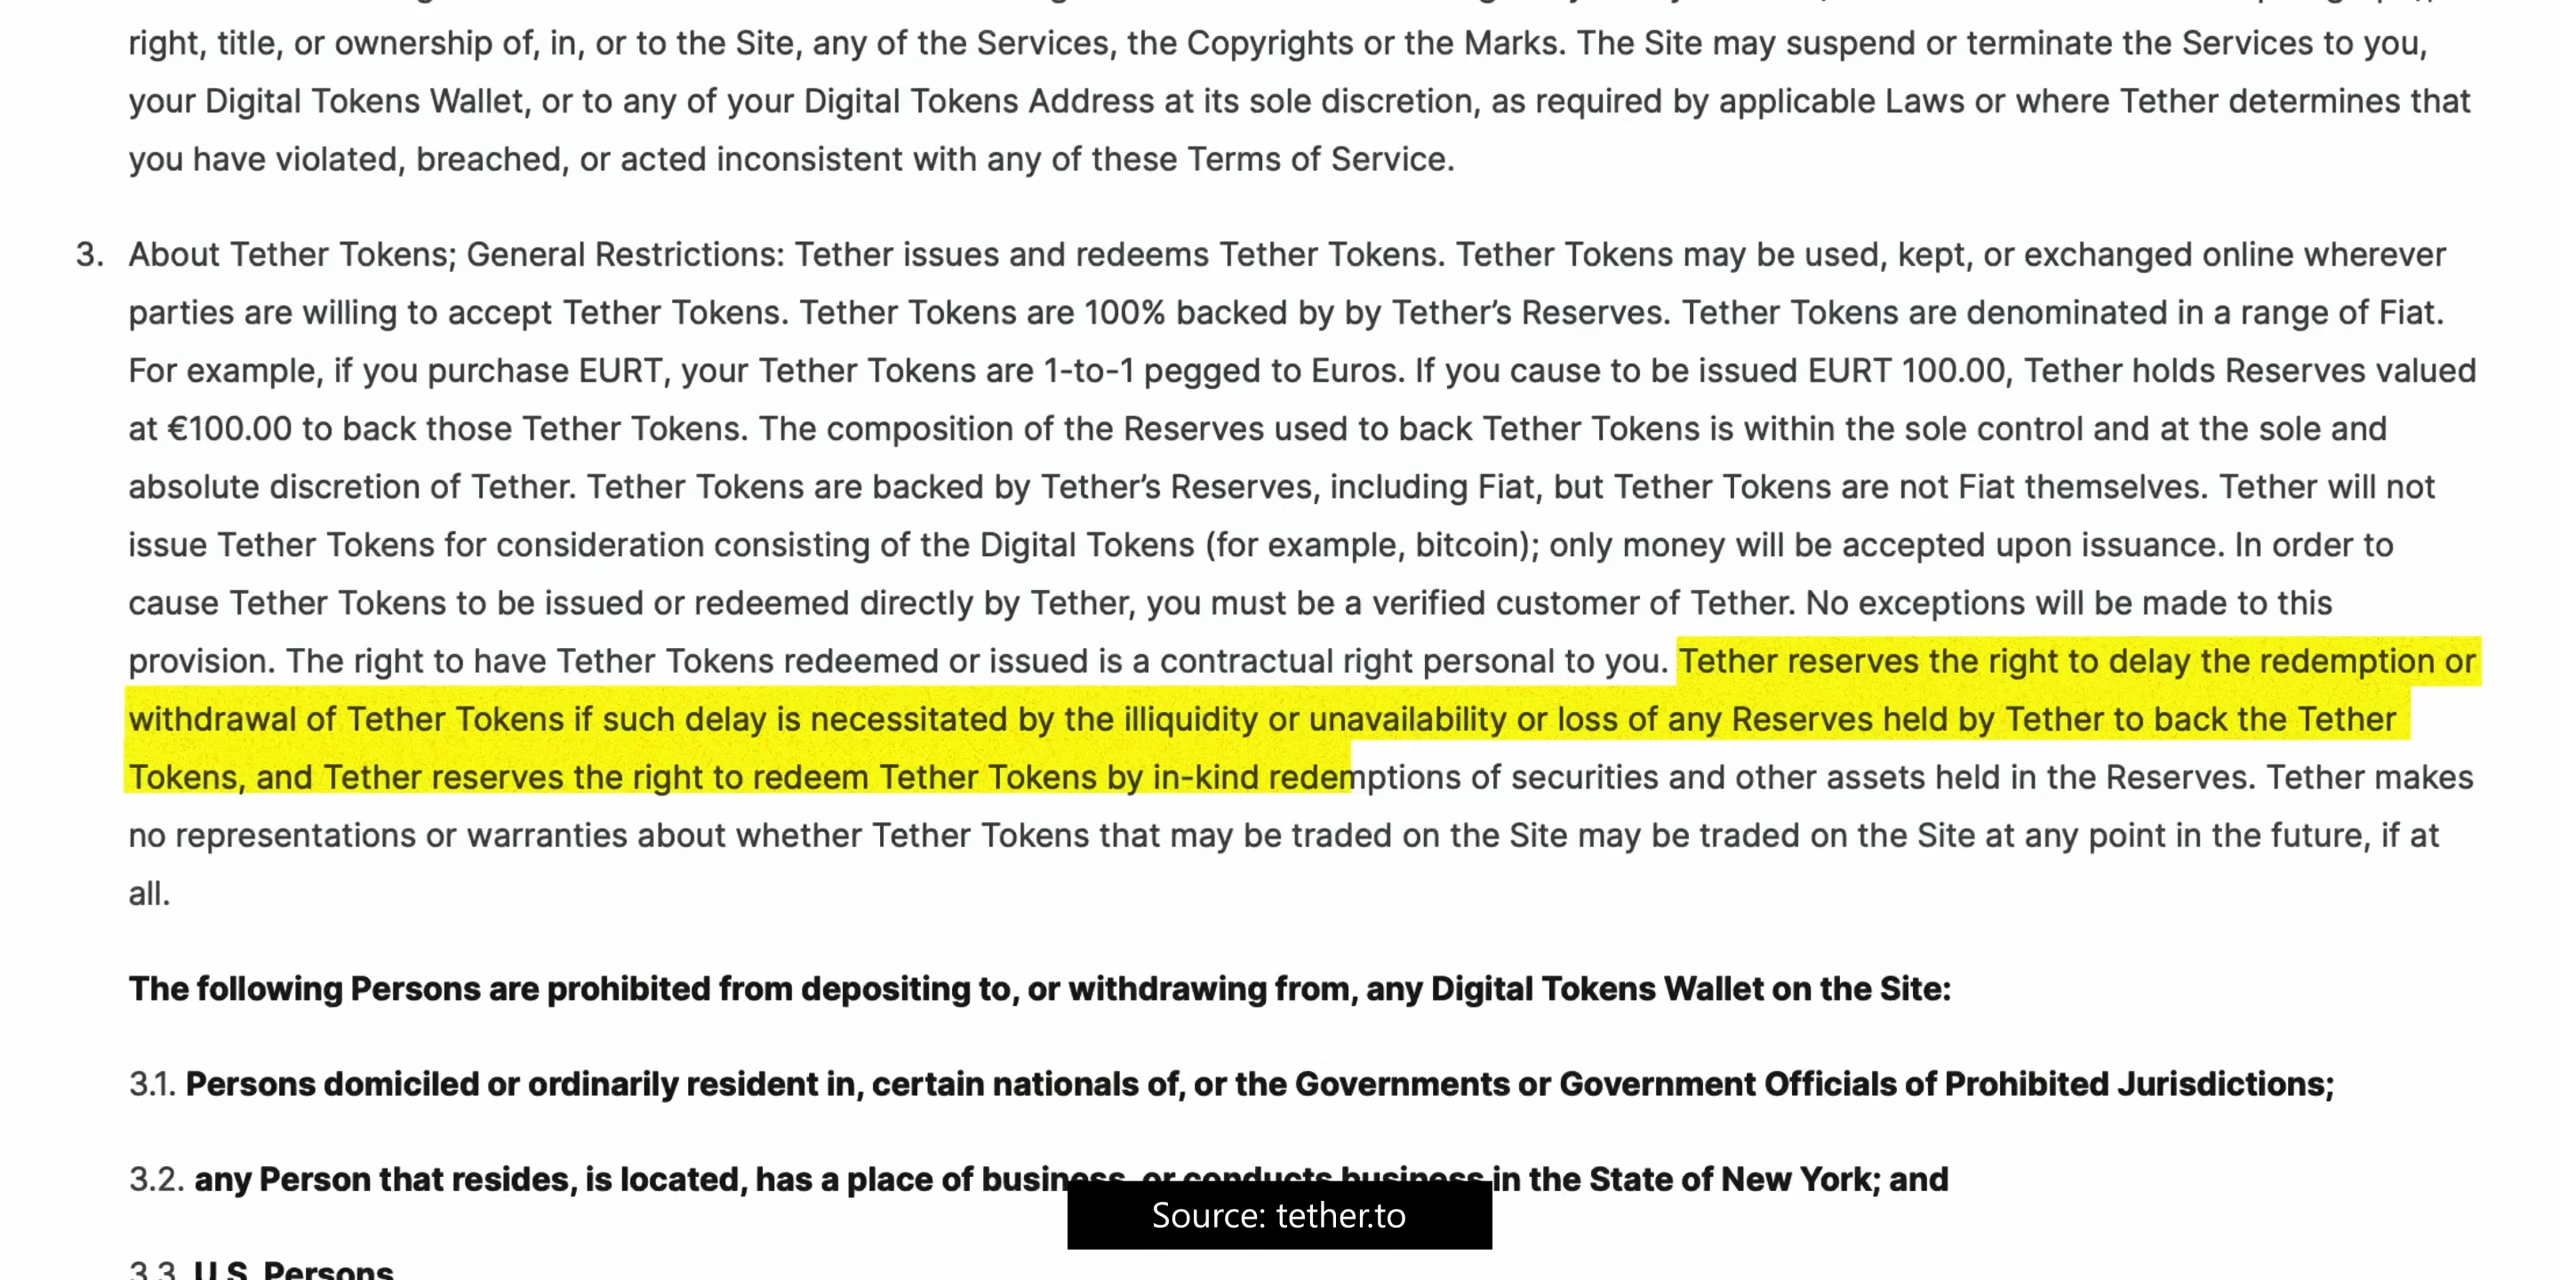 right, title, or ownership of, in, or to the Site, any of the Services, the Copyrights or the Marks. The Site may suspend or terminate the Services to you,
your Digital Tokens Wallet, or to any of your Digital Tokens Address at its sole discretion, as required by applicable Laws or where Tether determines that
you have violated, breached, or acted inconsistent with any of these Terms of Service.
3. About Tether Tokens; General Restrictions: Tether issues and redeems Tether Tokens. Tether Tokens may be used, kept, or exchanged online wherever
parties are willing to accept Tether Tokens. Tether Tokens are 100% backed by by Tether’s Reserves. Tether Tokens are denominated in a range of Fiat.
For example, if you purchase EURT, your Tether Tokens are 1-to-1 pegged to Euros. If you cause to be issued EURT 100.00, Tether holds Reserves valued
at €100.00 to back those Tether Tokens. The composition of the Reserves used to back Tether Tokens is within the sole control and at the sole and
absolute discretion of Tether. Tether Tokens are backed by Tether’s Reserves, including Fiat, but Tether Tokens are not Fiat themselves. Tether will not
issue Tether Tokens for consideration consisting of the Digital Tokens (for example, bitcoin); only money will be accepted upon issuance. In order to
cause Tether Tokens to be issued or redeemed directly by Tether, you must be a verified customer of Tether. No exceptions will be made to this
provision. The right to have Tether Tokens redeemed or issued is a contractual right personal to you. Tether reserves the right to delay the redemption or
withdrawal of Tether Tokens if such delay is necessitated by the illiquidity or unavailability or loss of any Reserves held by Tether to back the Tether
Tokens, and Tether reserves the right to redeem Tether Tokens by in-kind redemptions of securities and other assets held in the Reserves. Tether makes
no representations or warranties about whether Tether Tokens that may be traded on the Site may be traded on the Site at any point in the future, if at
all.
The following Persons are prohibited from depositing to, or withdrawing from, any Digital Tokens Wallet on the Site:
3.1. Persons domiciled or ordinarily resident in, certain nationals of, or the Governments or Government Officials of Prohibited Jurisdictions;
3.2. any Person that resides, is located, has a place of business, or conducts business in the State of New York; and
Source: tether.to
3.3. U.S. Persons